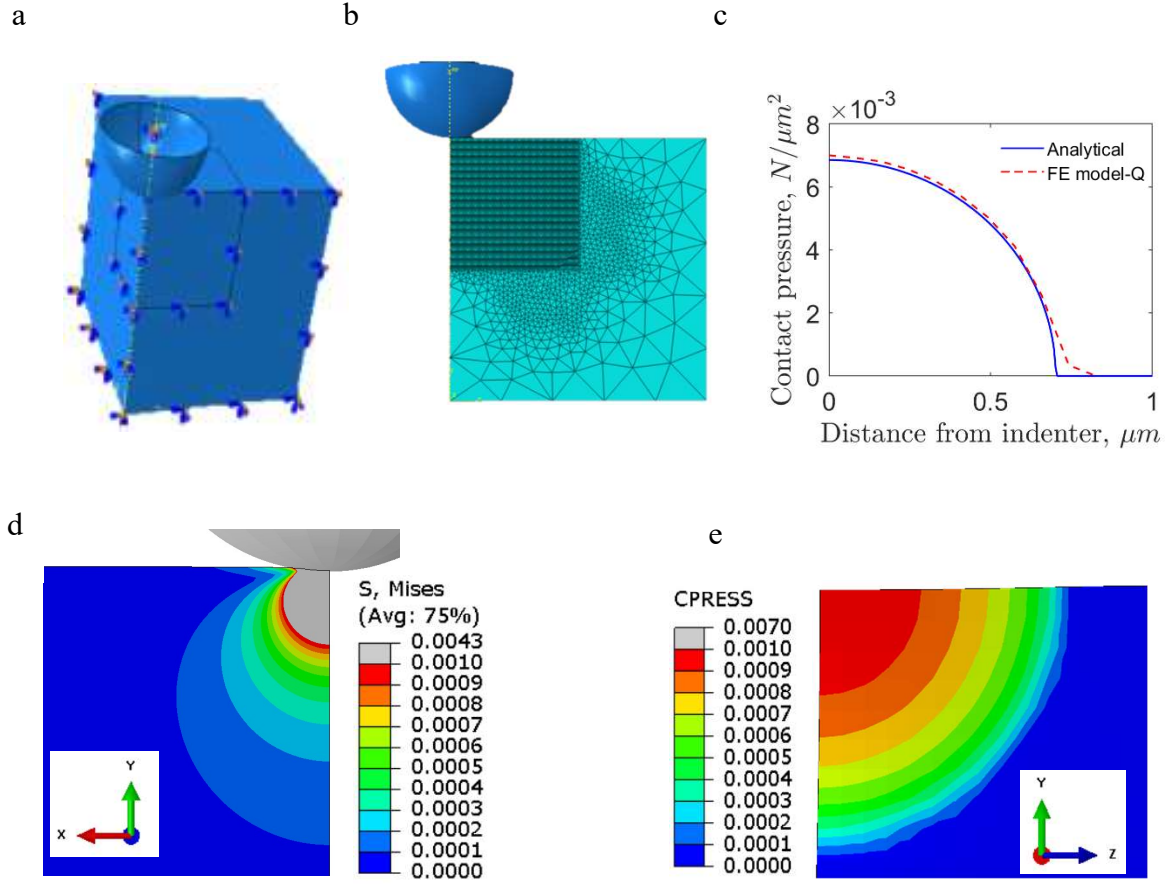 a
b
c
×10⁻³
8
6
4
2
0
Contact pressure, N/μm²
Analytical
FE model-Q
0
0.5
1
Distance from indenter, μm
d
S, Mises
(Avg: 75%)
0.0043
0.0010
0.0009
0.0008
0.0007
0.0006
0.0005
0.0004
0.0003
0.0002
0.0001
0.0000
Y
X
e
CPRESS
0.0070
0.0010
0.0009
0.0008
0.0007
0.0006
0.0005
0.0004
0.0003
0.0002
0.0001
0.0000
Y
Z